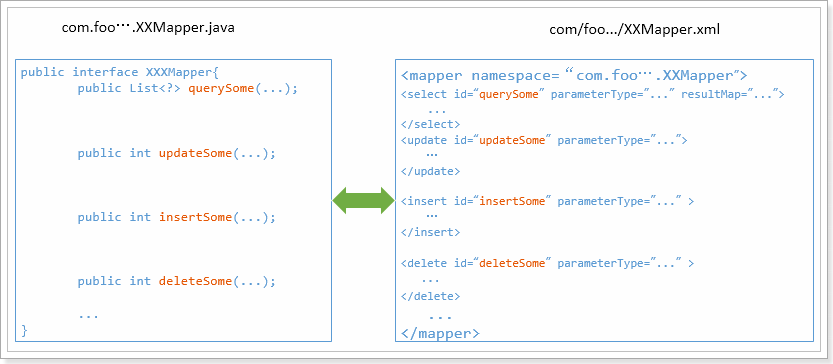 com.foo….XXMapper.java
public interface XXXMapper{
public List<?> querySome(...);
public int updateSome(...);
public int insertSome(...);
public int deleteSome(...);
...
}
com/foo.../XXMapper.xml
<mapper namespace=“com.foo….XXMapper”>
<select id=“querySome” parameterType=”...” resultMap=”...”>
...
</select>
<update id=“updateSome” parameterType=”...”>
…
</update>
<insert id=“insertSome” parameterType=”...” >
…
</insert>
<delete id=“deleteSome” parameterType=”...” >
...
</delete>
...
</mapper>